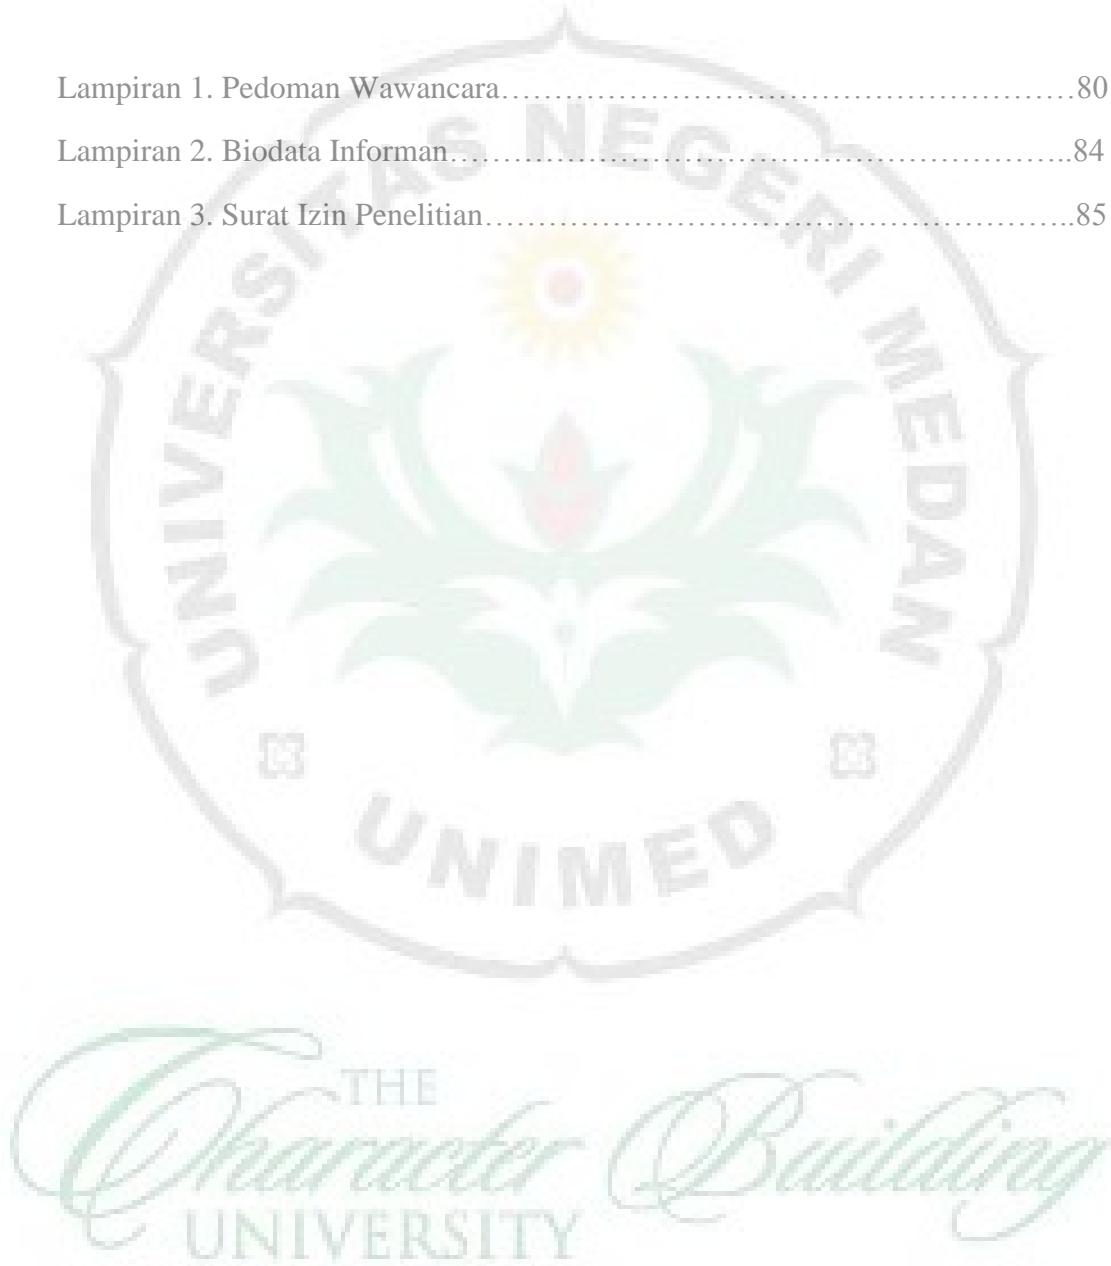 Lampiran 1. Pedoman Wawancara……………………………………………80
Lampiran 2. Biodata Informan………………………………………………..84
Lampiran 3. Surat Izin Penelitian……………………………………………..85
UNIVERSITAS NEGERI MEDAN
UNIMED
THE
Character Building
UNIVERSITY